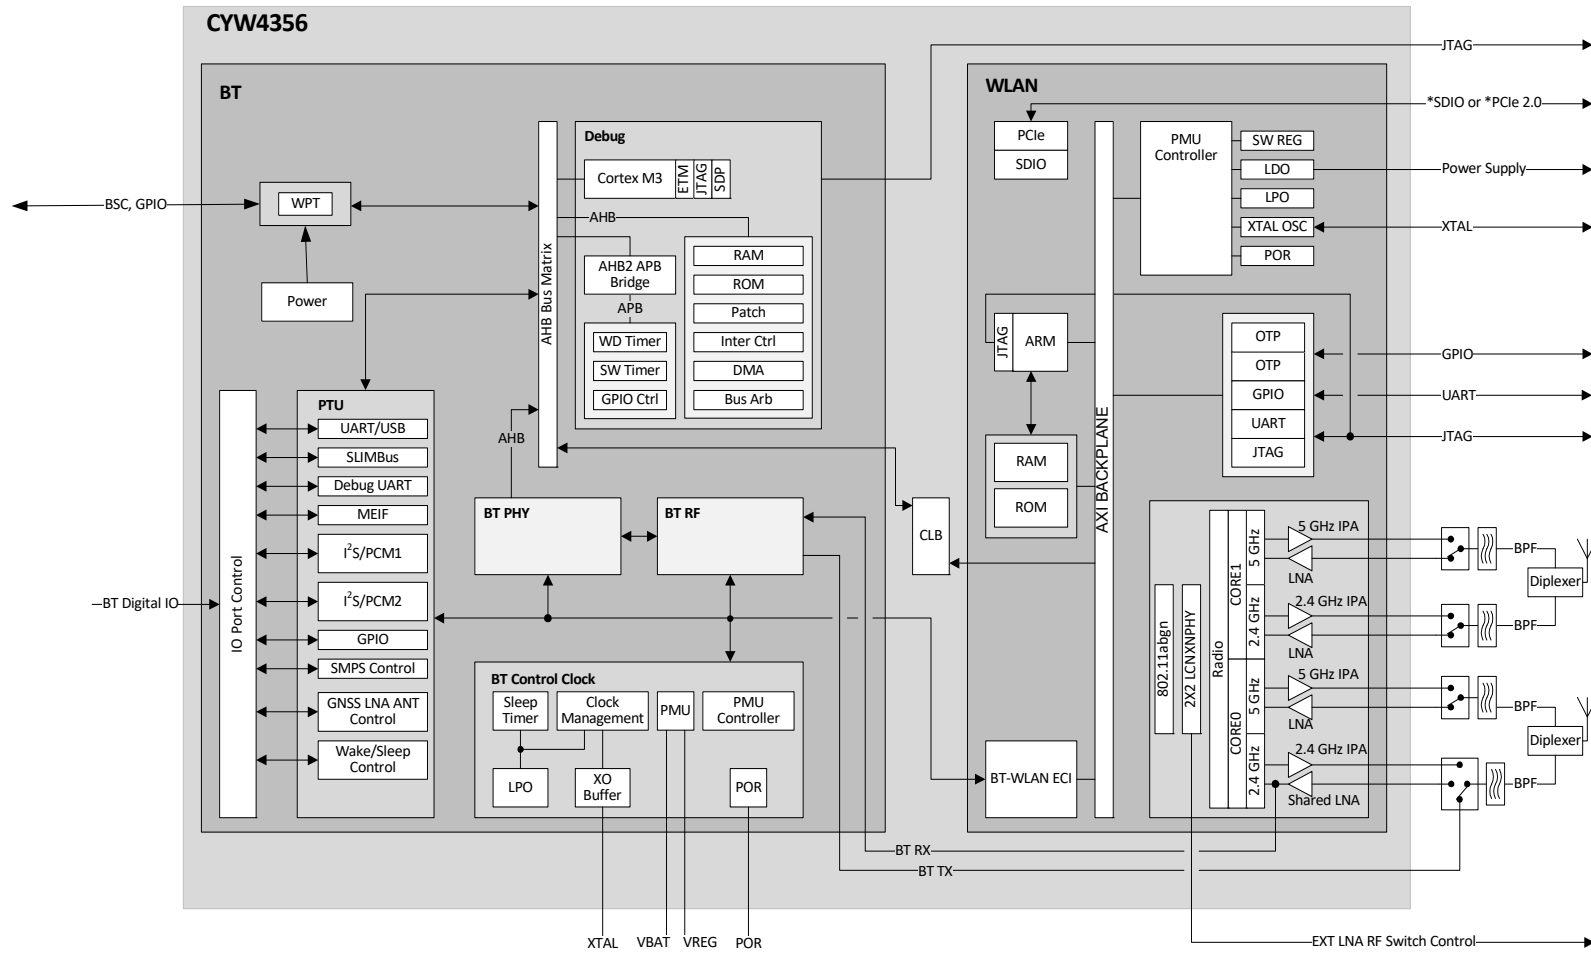 CYW4356
JTAG
BT
WLAN
*SDIO or *PCIe 2.0
Debug
PCIe
SDIO
PMU
Controller
SW REG
LDO
Power Supply
LPO
XTAL OSC
XTAL
POR
Cortex M3
ETM
JTAG
SDP
BSC, GPIO
WPT
AHB
AHB Bus Matrix
AHB2 APB
Bridge
APB
WD Timer
SW Timer
GPIO Ctrl
RAM
ROM
Patch
Inter Ctrl
DMA
Bus Arb
Power
JTAG
ARM
AXI BACKPLANE
OTP
OTP
GPIO
UART
JTAG
GPIO
UART
JTAG
RAM
ROM
PTU
UART/USB
SLIMBus
Debug UART
MEIF
I²S/PCM1
I²S/PCM2
GPIO
SMPS Control
GNSS LNA ANT
Control
Wake/Sleep
Control
IO Port Control
BT Digital IO
AHB
BT PHY
BT RF
CLB
BT Control Clock
Sleep
Timer
Clock
Management
PMU
PMU
Controller
LPO
XO
Buffer
POR
BT-WLAN ECI
802.11abgn
2X2 LCNXNPHY
Radio
CORE1
CORE0
5 GHz
2.4 GHz
5 GHz
2.4 GHz
5 GHz IPA
LNA
2.4 GHz IPA
LNA
5 GHz IPA
LNA
2.4 GHz IPA
Shared LNA
BPF
Diplexer
BPF
BPF
Diplexer
BPF
BT RX
BT TX
XTAL
VBAT
VREG
POR
EXT LNA RF Switch Control